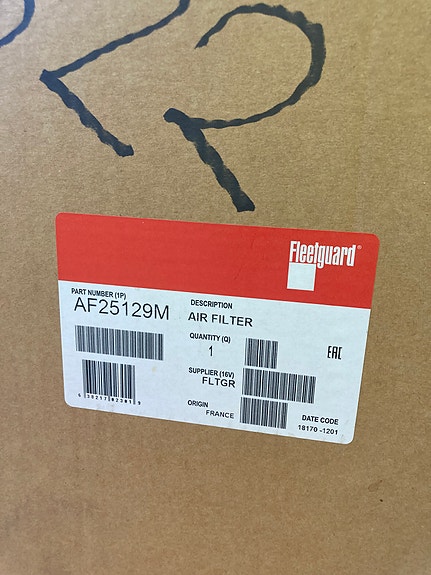 Fleetguard®
PART NUMBER (1P)
AF25129M
DESCRIPTION
AIR FILTER
QUANTITY (Q)
1
EAC
SUPPLIER (16V)
FLTGR
ORIGIN
FRANCE
DATE CODE
18170 -1201